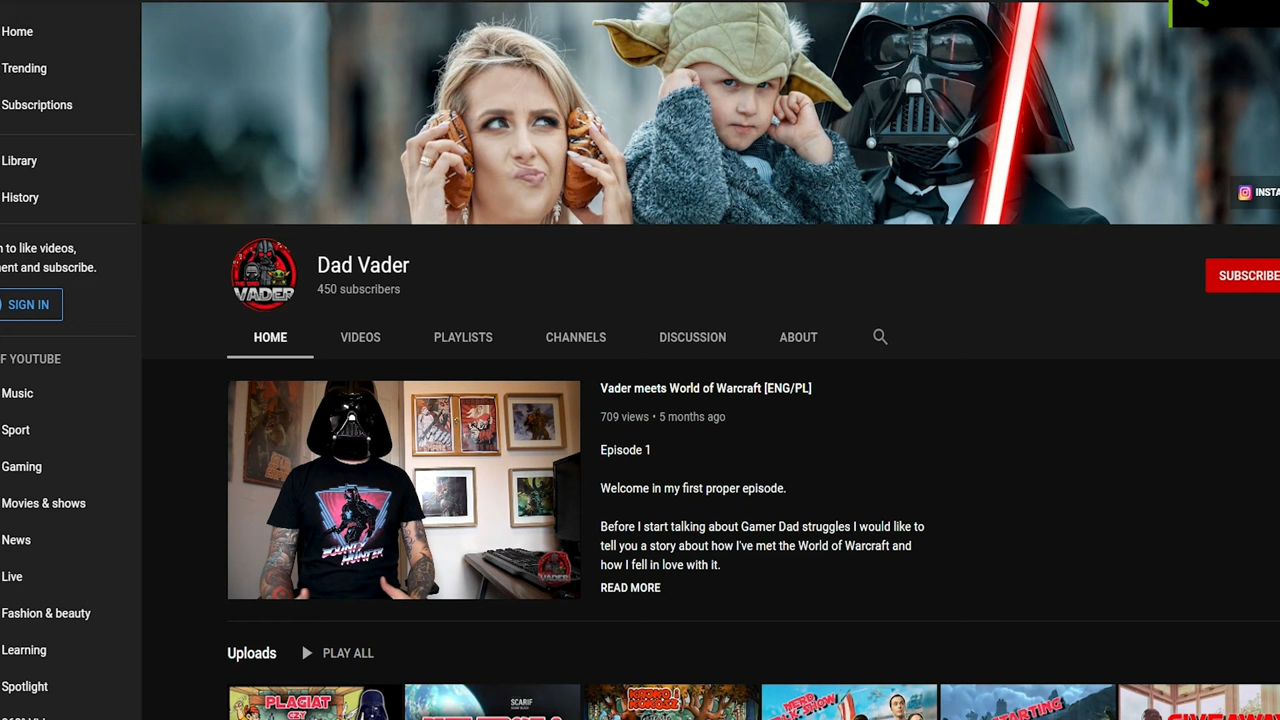 Home
Trending
Subscriptions
Library
History
to like videos,
and subscribe.
SIGN IN
F YOUTUBE
Music
Sport
Gaming
Movies & shows
News
Live
Fashion & beauty
Learning
Spotlight
INSTA
VADER
Dad Vader
450 subscribers
SUBSCRIBE
HOME VIDEOS PLAYLISTS CHANNELS DISCUSSION ABOUT
BOUNTY
HUNTER
VADER
Vader meets World of Warcraft [ENG/PL]
709 views • 5 months ago
Episode 1
Welcome in my first proper episode.
Before I start talking about Gamer Dad struggles I would like to
tell you a story about how I've met the World of Warcraft and
how I fell in love with it.
READ MORE
Uploads PLAY ALL
PLAGIAT
CZY
SCARIF
STARTING